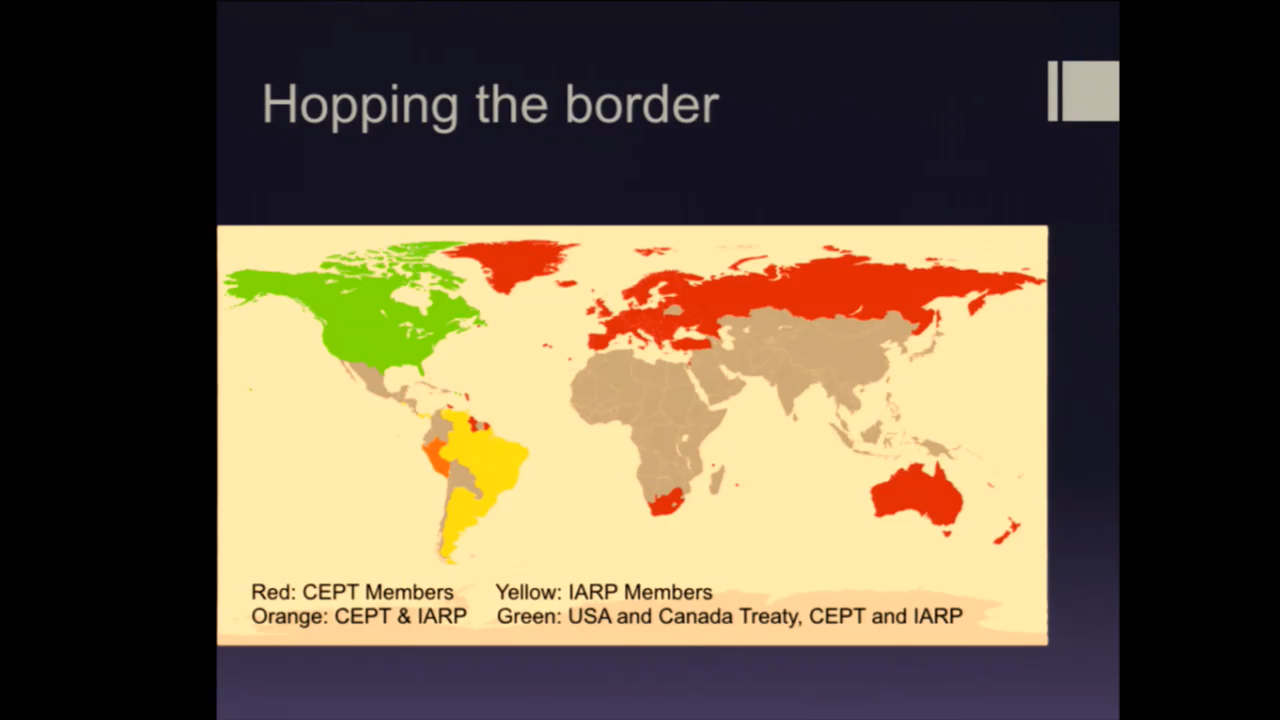 Hopping the border
Red: CEPT Members Yellow: IARP Members
Orange: CEPT & IARP Green: USA and Canada Treaty, CEPT and IARP